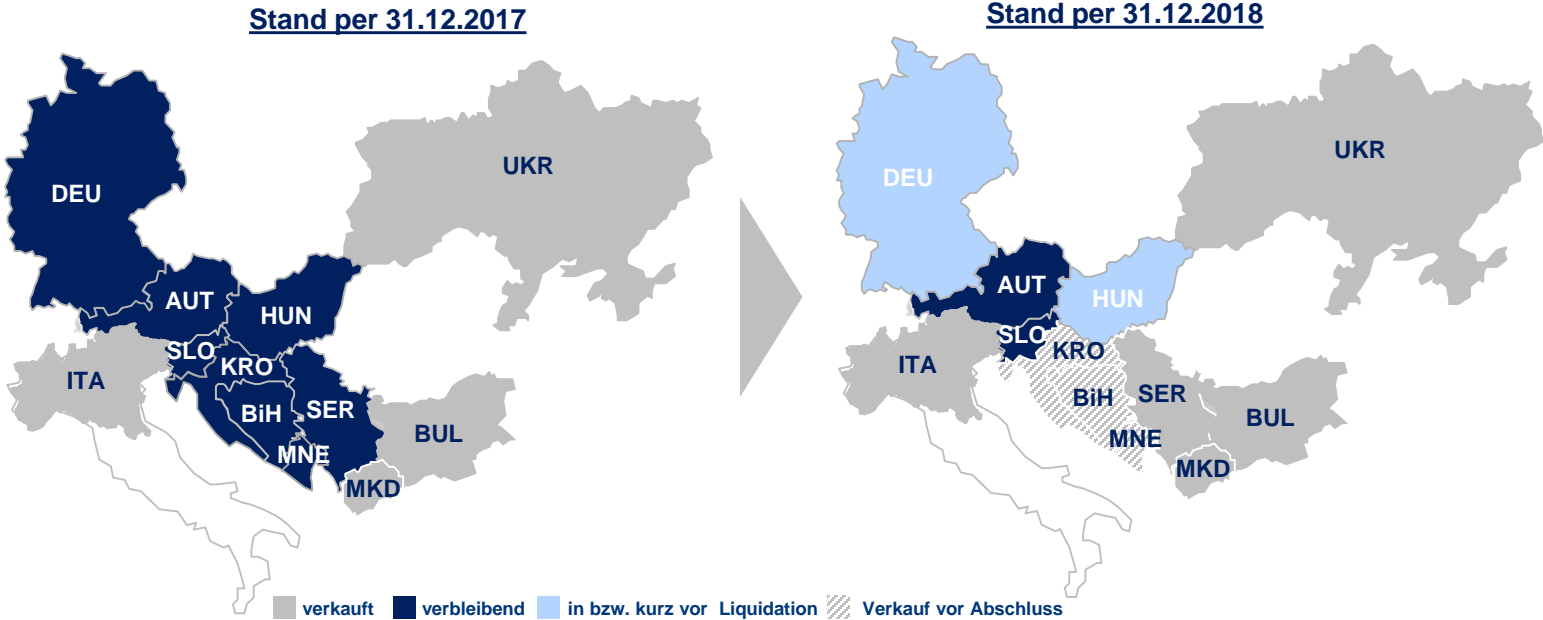 Stand per 31.12.2017
DEU
UKR
AUT
HUN
SLO
KRO
ITA
BiH
SER
BUL
MNE
MKD
Stand per 31.12.2018
UKR
DEU
AUT
HUN
SLO
KRO
ITA
BiH
SER
BUL
MNE
MKD
verkauft verbleibend in bzw. kurz vor Liquidation Verkauf vor Abschluss